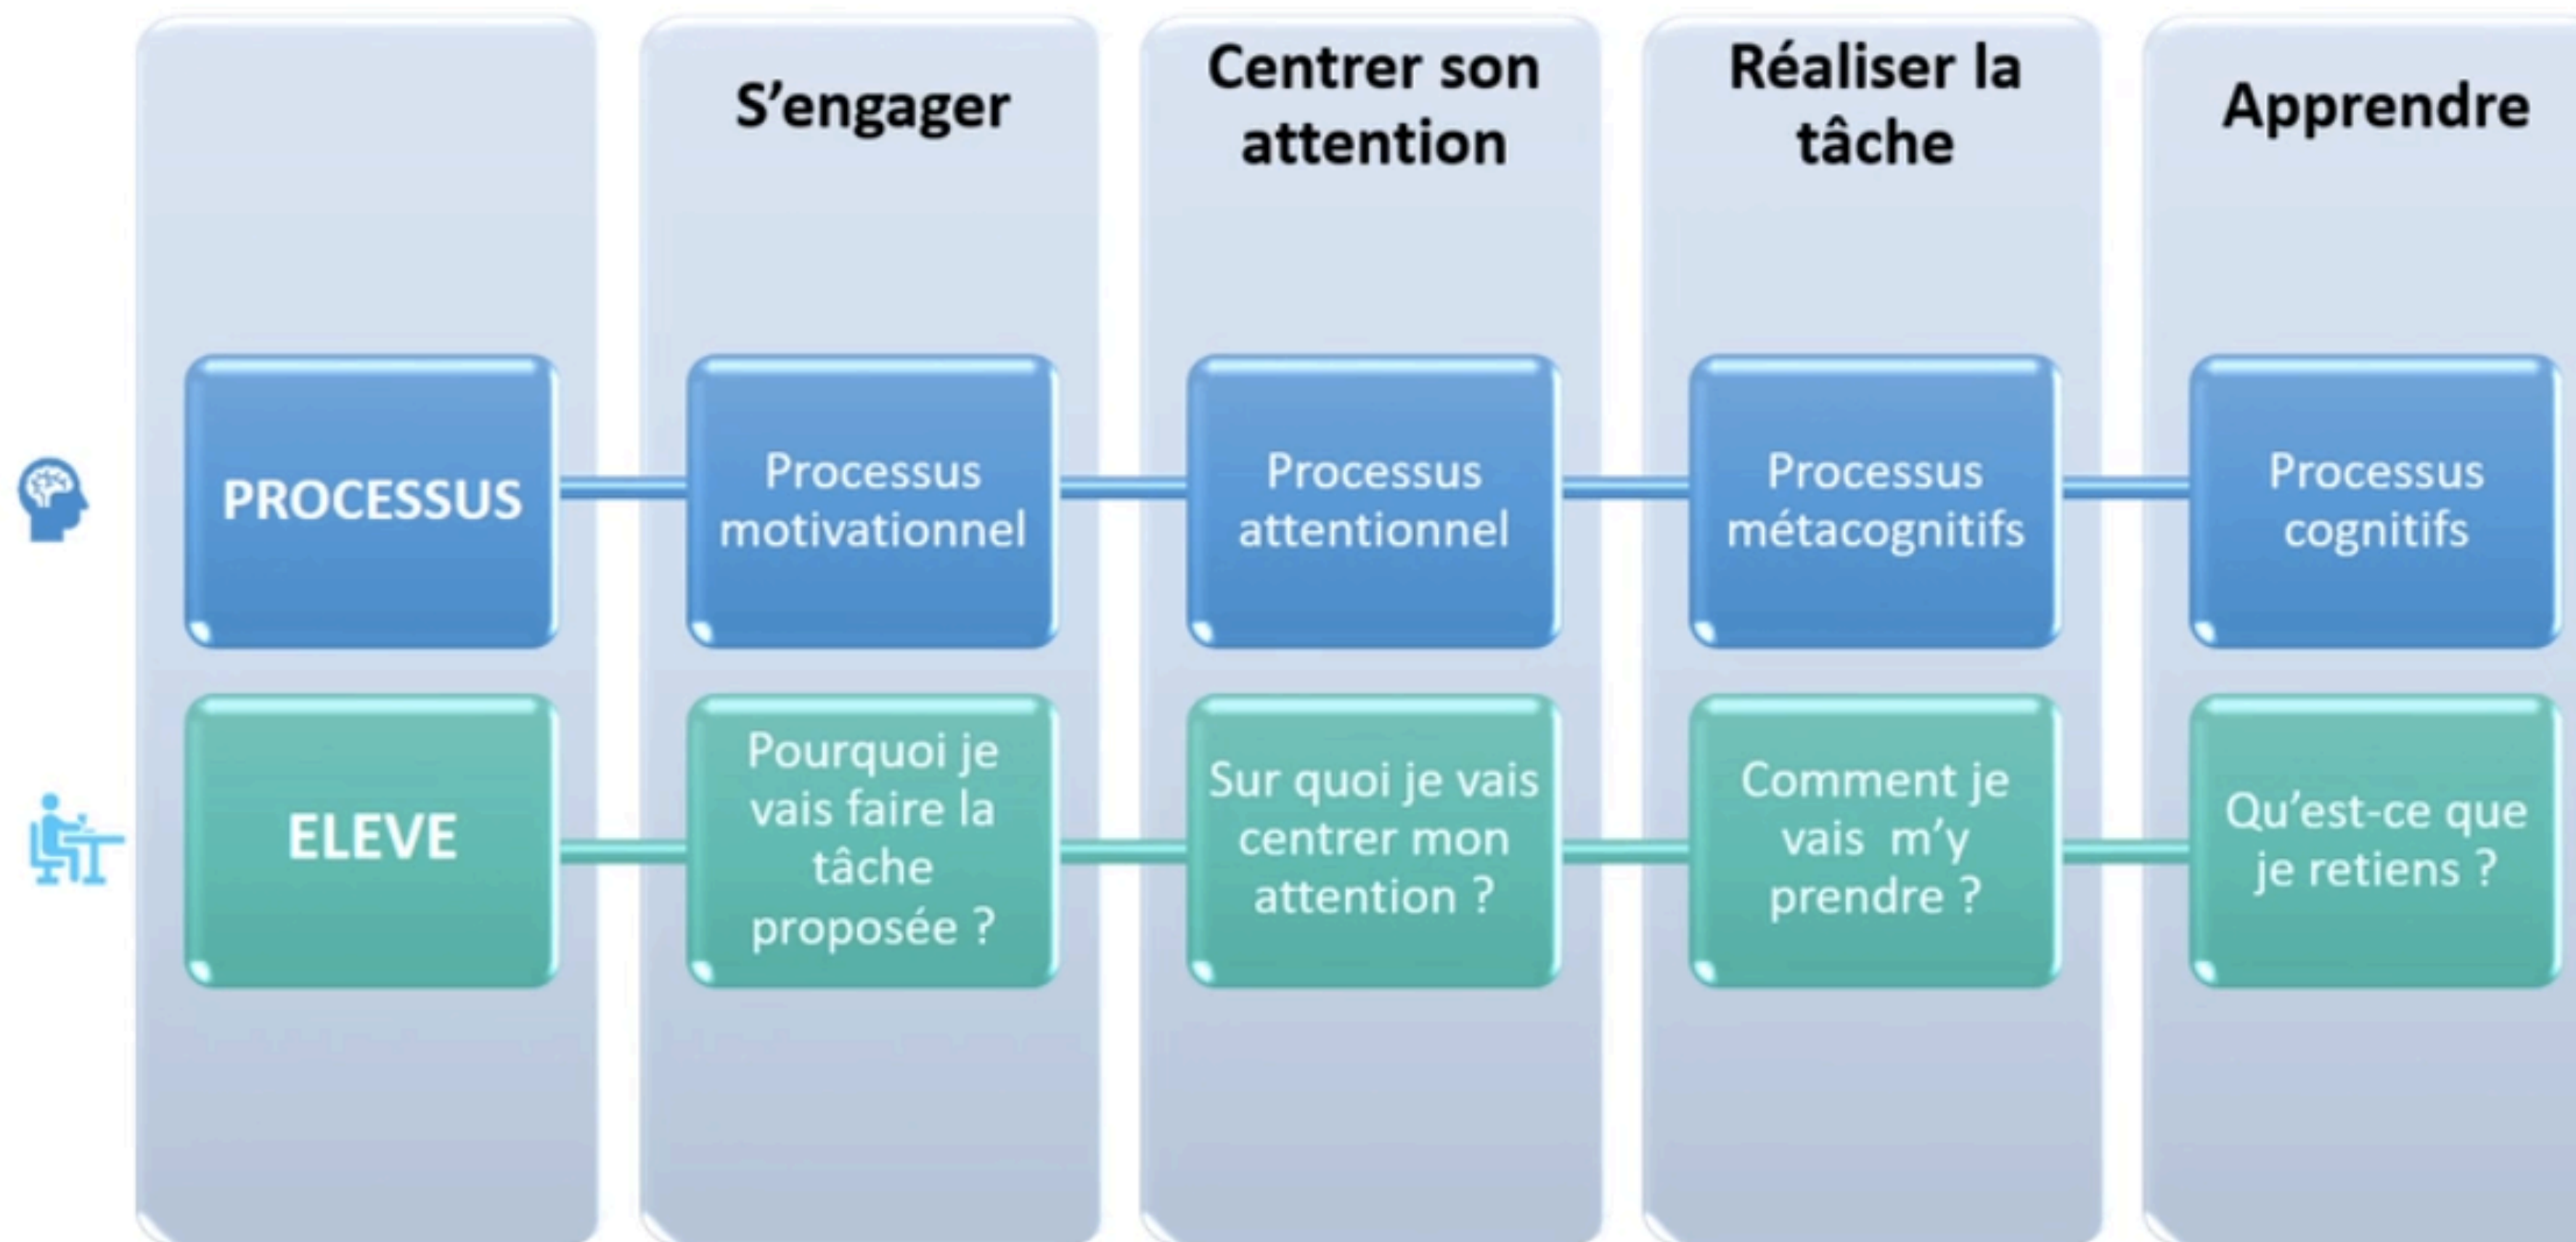 S'engager
Centrer son
attention
Réaliser la
tâche
Apprendre
PROCESSUS
Processus
motivationnel
Processus
attentionnel
Processus
métacognitifs
Processus
cognitifs
ELEVE
Pourquoi je
vais faire la
tâche
proposée ?
Sur quoi je vais
centrer mon
attention ?
Comment je
vais  m'y
prendre ?
Qu'est-ce que
je retiens ?